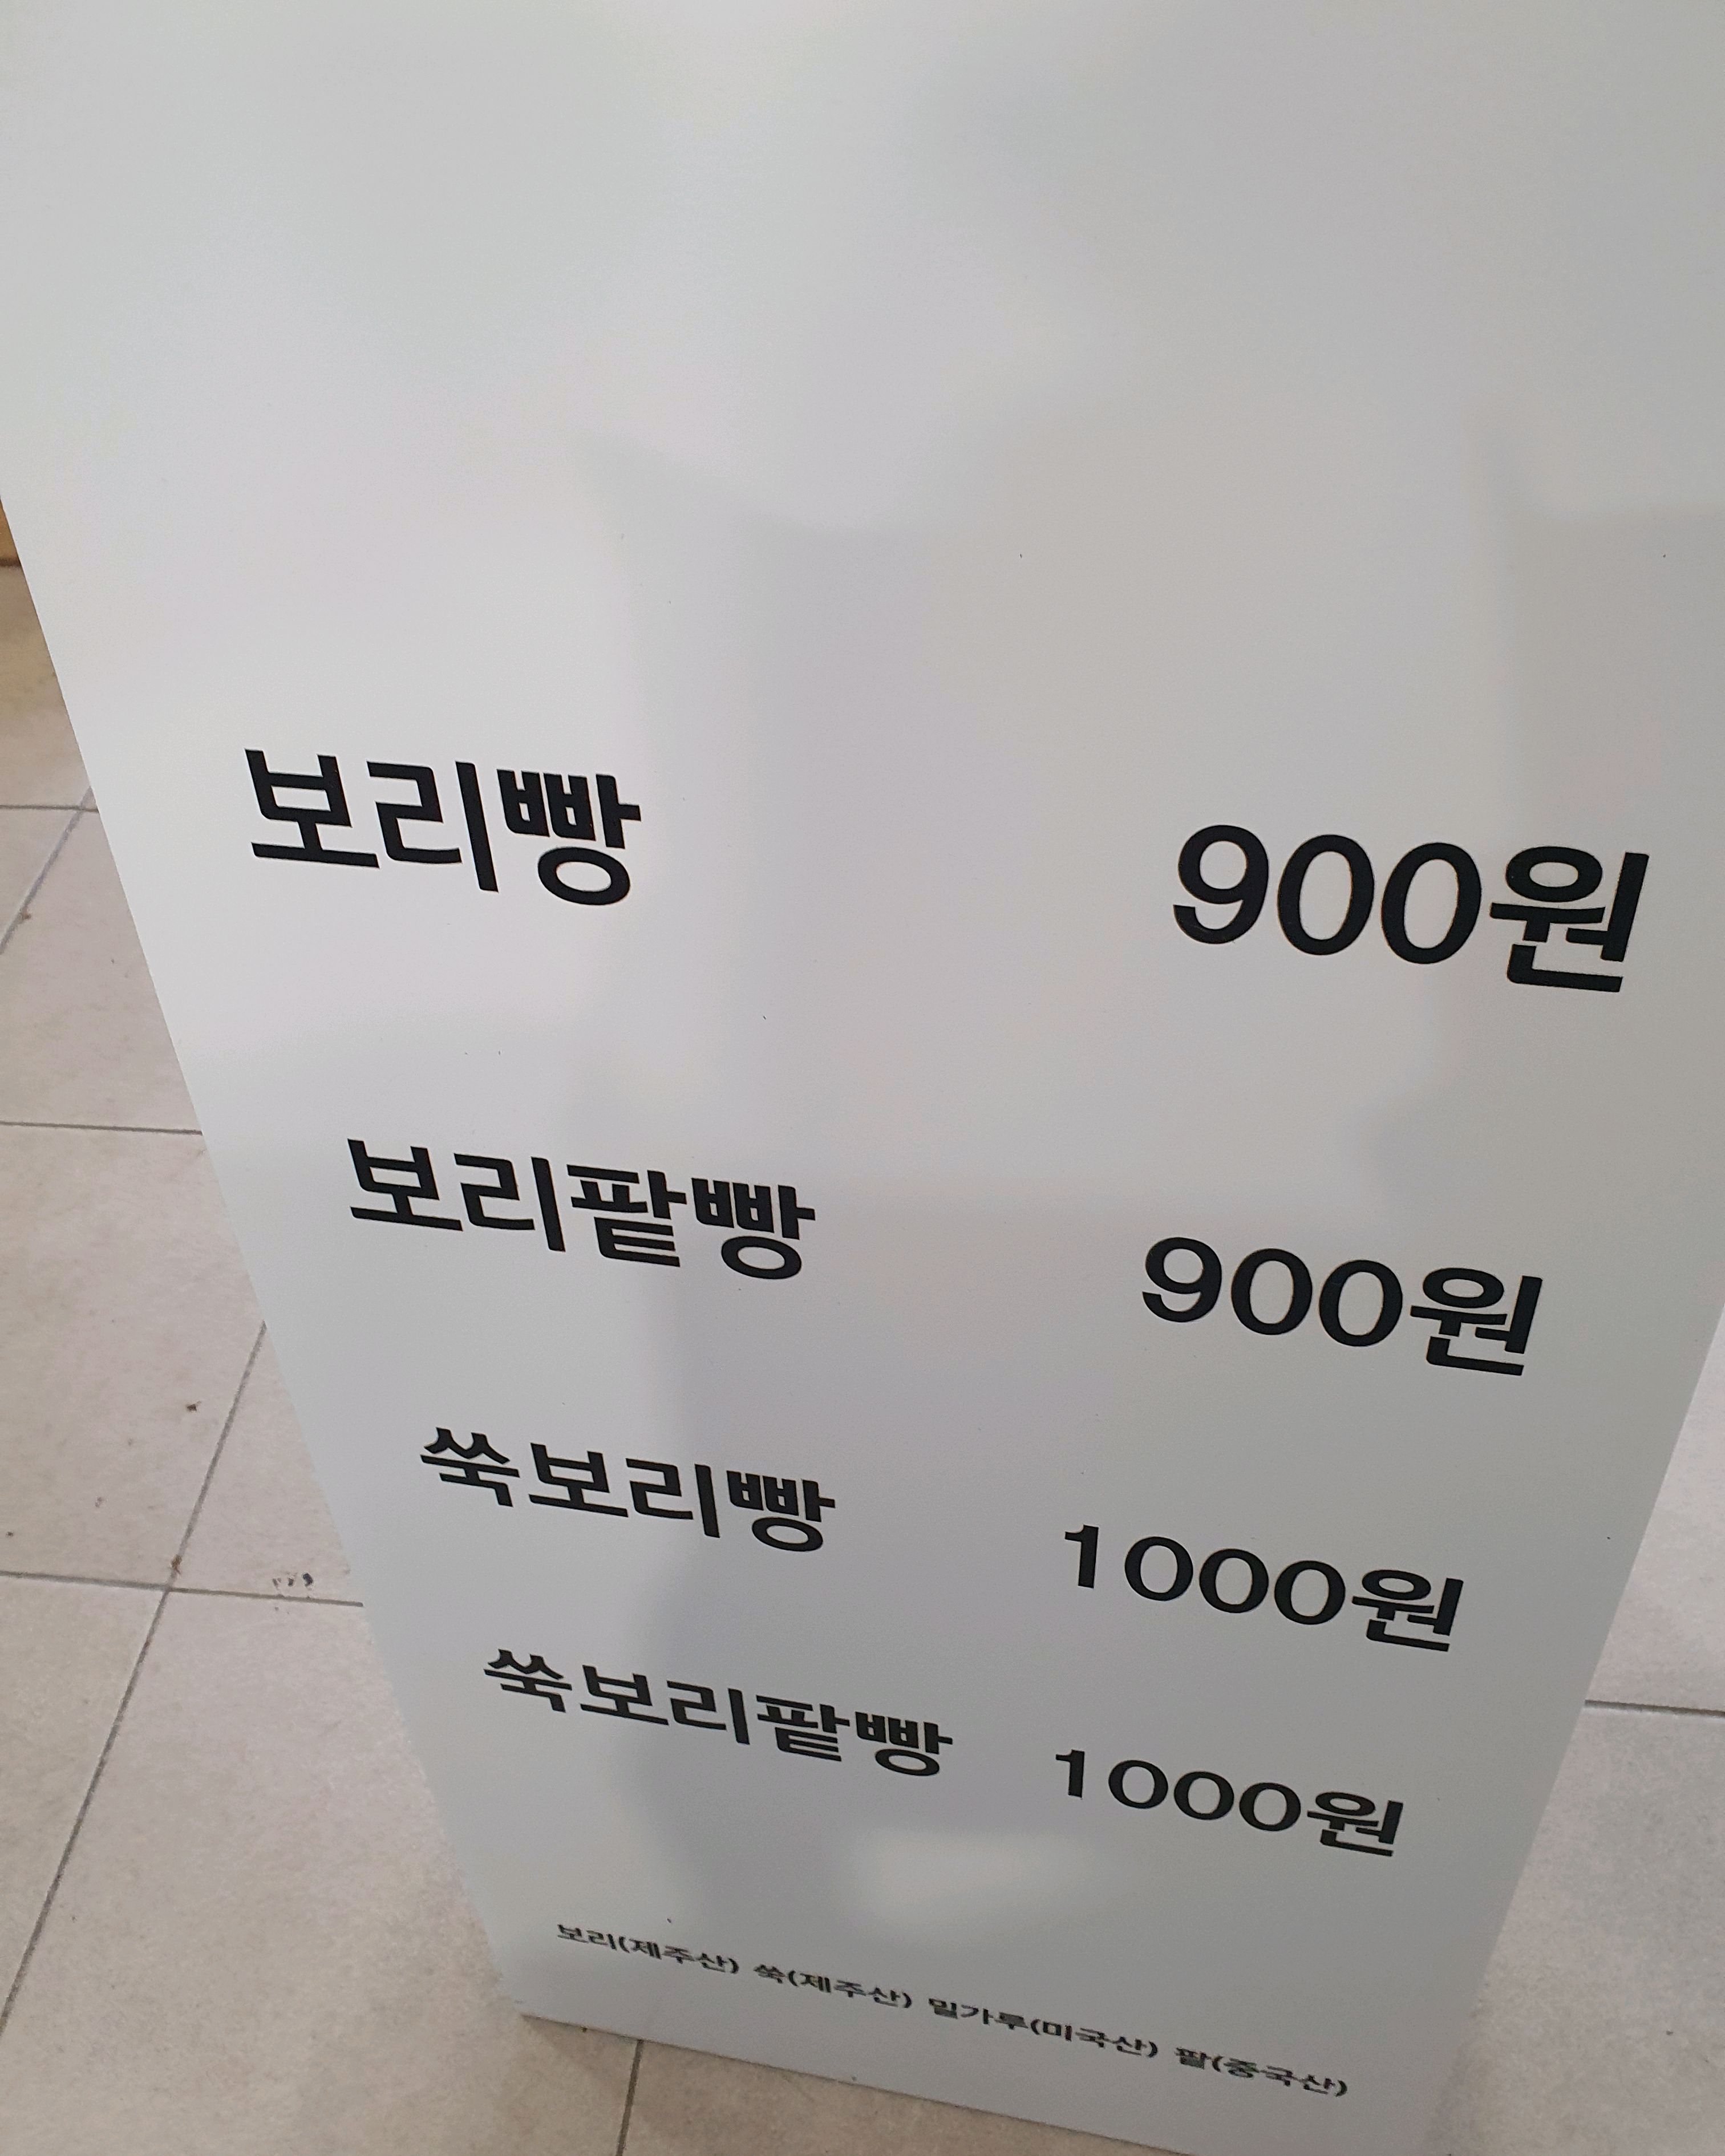 보리빵 900원
보리팥빵 900원
쑥보리빵 1000원
쑥보리팥빵 1000원
보리(제주산) 쑥(제주산) 밀가루(미국산) 팥(중국산)